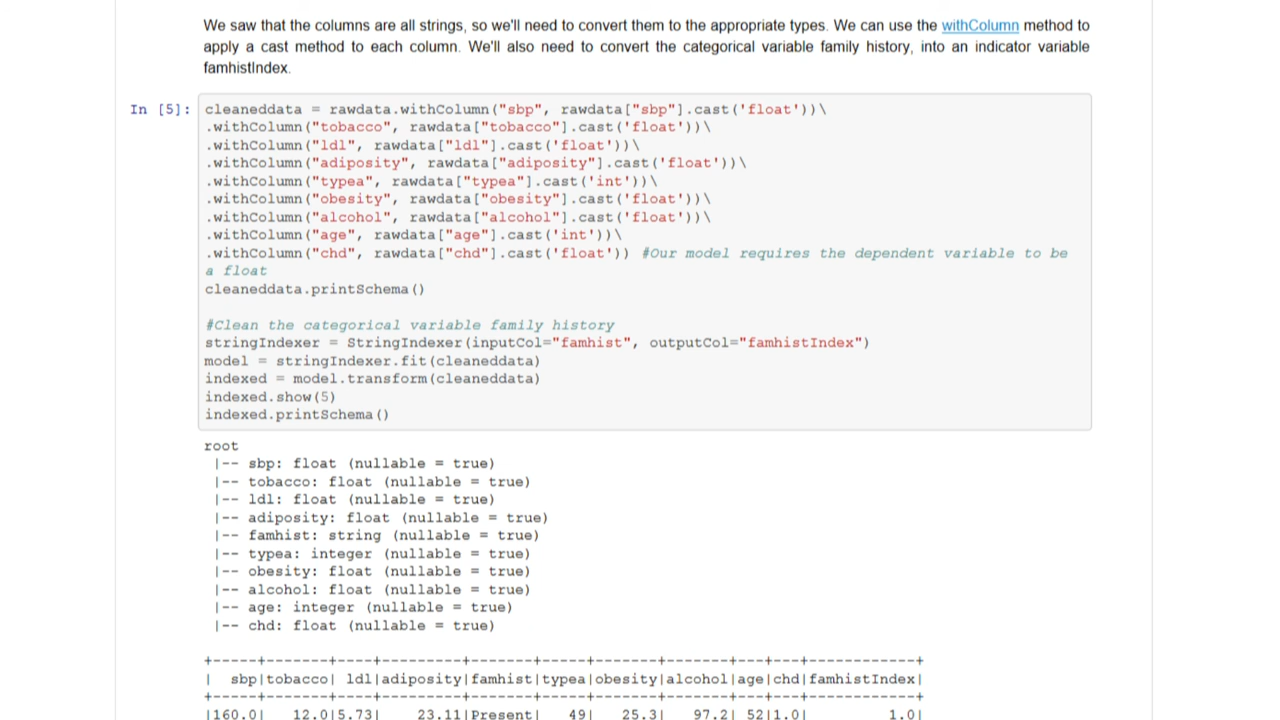 We saw that the columns are all strings, so we'll need to convert them to the appropriate types. We can use the withColumn method to
apply a cast method to each column. We'll also need to convert the categorical variable family history, into an indicator variable
famhistIndex.
In [5]: cleaneddata = rawdata.withColumn("sbp", rawdata["sbp"].cast('float'))\
.withColumn("tobacco", rawdata["tobacco"].cast('float'))\
.withColumn("ldl", rawdata["ldl"].cast('float'))\
.withColumn("adiposity", rawdata["adiposity"].cast('float'))\
.withColumn("typea", rawdata["typea"].cast('int'))\
.withColumn("obesity", rawdata["obesity"].cast('float'))\
.withColumn("alcohol", rawdata["alcohol"].cast('float'))\
.withColumn("age", rawdata["age"].cast('int'))\
.withColumn("chd", rawdata["chd"].cast('float')) #Our model requires the dependent variable to be
a float
cleaneddata.printSchema()
#Clean the categorical variable family history
stringIndexer = StringIndexer(inputCol="famhist", outputCol="famhistIndex")
model = stringIndexer.fit(cleaneddata)
indexed = model.transform(cleaneddata)
indexed.show(5)
indexed.printSchema()
root
|-- sbp: float (nullable = true)
|-- tobacco: float (nullable = true)
|-- ldl: float (nullable = true)
|-- adiposity: float (nullable = true)
|-- famhist: string (nullable = true)
|-- typea: integer (nullable = true)
|-- obesity: float (nullable = true)
|-- alcohol: float (nullable = true)
|-- age: integer (nullable = true)
|-- chd: float (nullable = true)
+-----+-------+----+---------+-------+-----+-------+-------+---+---+------------+
|  sbp|tobacco| ldl|adiposity|famhist|typea|obesity|alcohol|age|chd|famhistIndex|
+-----+-------+----+---------+-------+-----+-------+-------+---+---+------------+
|160.0|   12.0|5.73|    23.11|Present|   49|   25.3|   97.2| 52|1.0|         1.0|